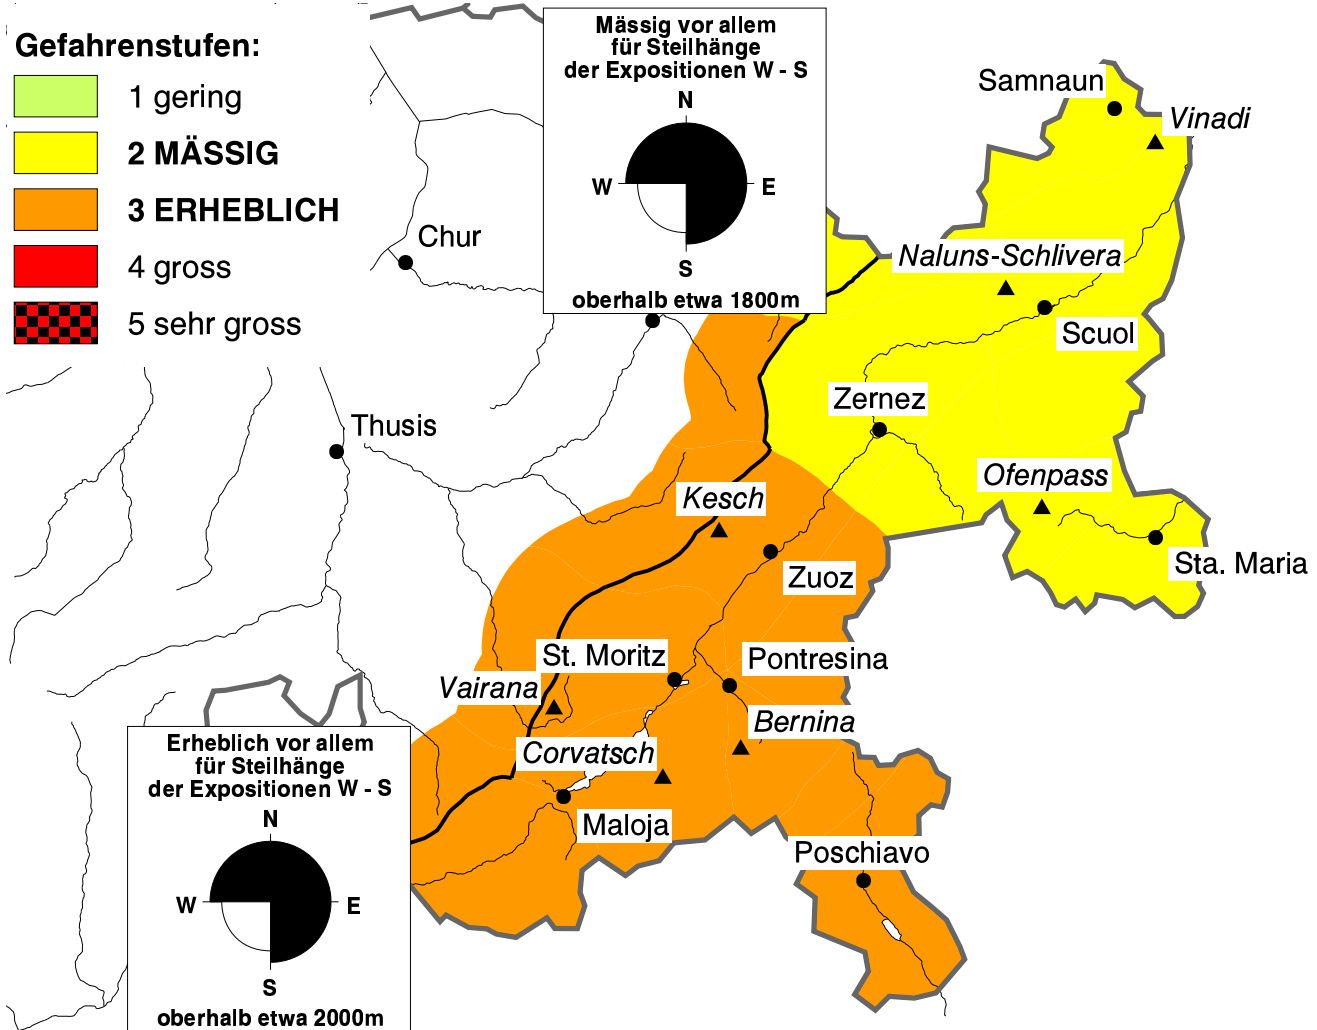 Gefahrenstufen:
1 gering
2 MÄSSIG
3 ERHEBLICH
4 gross
5 sehr gross
Mässig vor allem
für Steilhänge
der Expositionen W - S
N
W
E
S
oberhalb etwa 1800m
Samnaun
Vinadi
Chur
Naluns-Schlivera
Scuol
Zernez
Thusis
Ofenpass
Kesch
Sta. Maria
Zuoz
St. Moritz
Pontresina
Vairana
Bernina
Corvatsch
Maloja
Poschiavo
Erheblich vor allem
für Steilhänge
der Expositionen W - S
N
W
E
S
oberhalb etwa 2000m